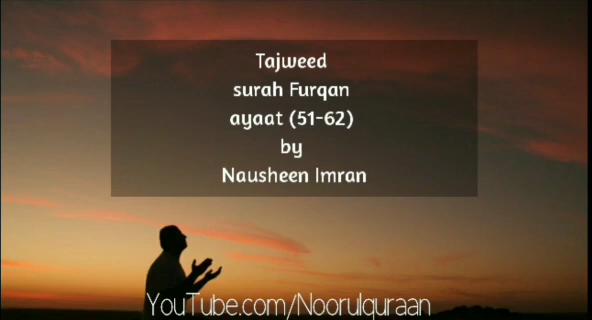 Tajweed
surah Furqan
ayaat (51-62)
by
Nausheen Imran
YouTube.com/Noorulquraan